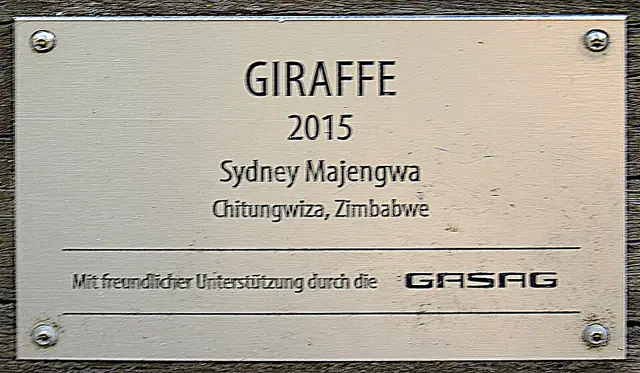 GIRAFFE
2015
Sydney Majengwa
Chitungwiza, Zimbabwe
Mit freundlicher Unterstützung durch die GASAG